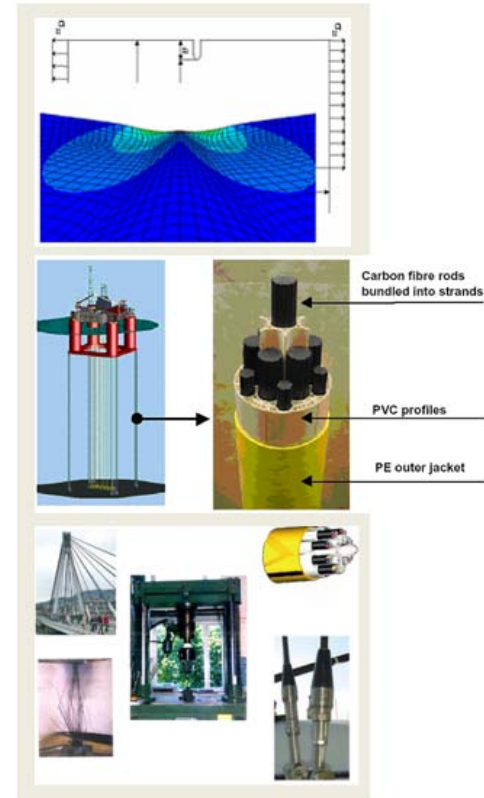 Carbon fibre rods
bundled into strands
PVC profiles
PE outer jacket